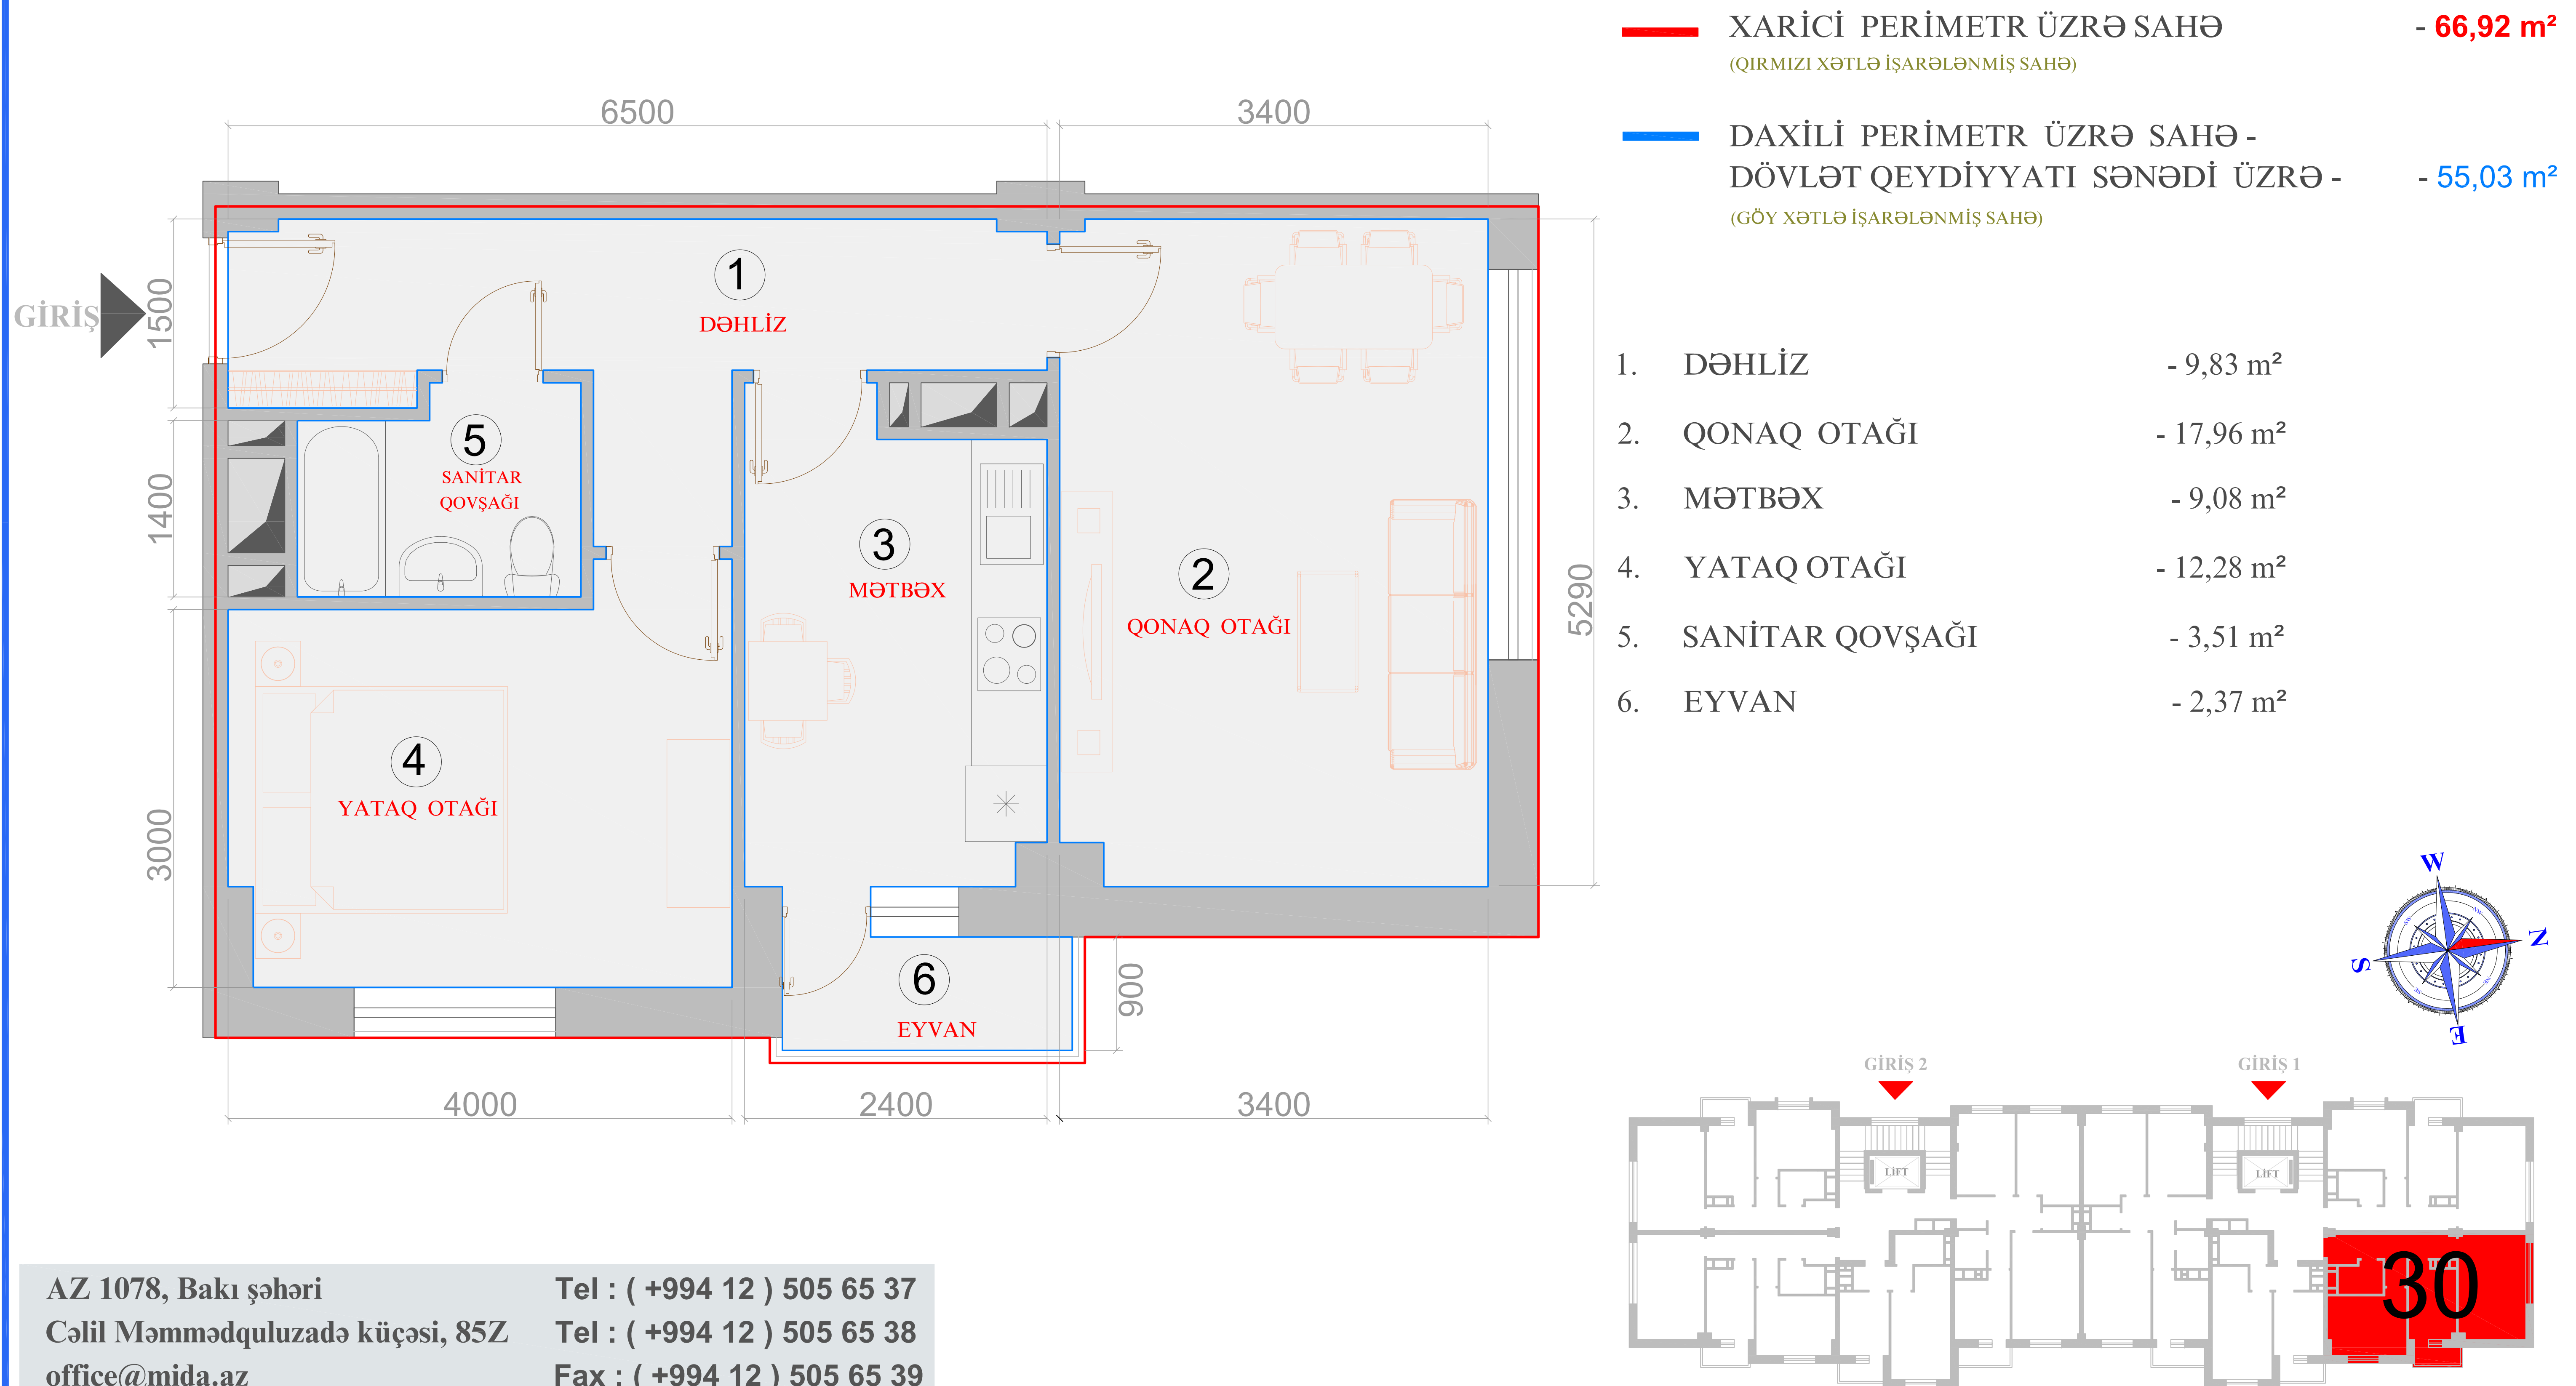 XARİCİ PERİMETR ÜZRƏ SAHƏ - 66,92 m²
(QIRMIZI XƏTLƏ İŞARƏLƏNMİŞ SAHƏ)
DAXİLİ PERİMETR ÜZRƏ SAHƏ -
DÖVLƏT QEYDİYYATI SƏNƏDİ ÜZRƏ - - 55,03 m²
(GÖY XƏTLƏ İŞARƏLƏNMİŞ SAHƏ)
6500
3400
GİRİŞ
1500
1400
3000
5290
900
4000
2400
3400
1
DƏHLİZ
5
SANİTAR
QOVŞAĞI
3
MƏTBƏX
2
QONAQ OTAĞI
4
YATAQ OTAĞI
6
EYVAN
1. DƏHLİZ - 9,83 m²
2. QONAQ OTAĞI - 17,96 m²
3. MƏTBƏX - 9,08 m²
4. YATAQ OTAĞI - 12,28 m²
5. SANİTAR QOVŞAĞI - 3,51 m²
6. EYVAN - 2,37 m²
W
N
S
E
GİRİŞ 2
GİRİŞ 1
LİFT
LİFT
30
AZ 1078, Bakı şəhəri
Cəlil Məmmədquluzadə küçəsi, 85Z
office@mida.az
Tel : ( +994 12 ) 505 65 37
Tel : ( +994 12 ) 505 65 38
Fax : ( +994 12 ) 505 65 39